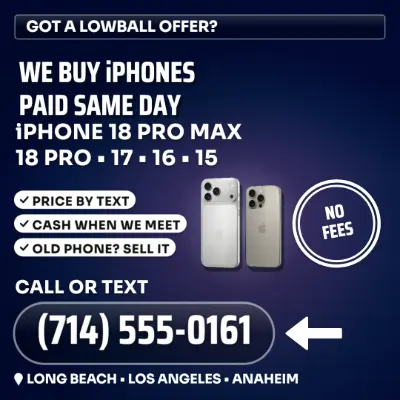 GOT A LOWBALL OFFER?
WE BUY iPHONES
PAID SAME DAY
iPHONE 18 PRO MAX
18 PRO ▪ 17 ▪ 16 ▪ 15
✓ PRICE BY TEXT
✓ CASH WHEN WE MEET
✓ OLD PHONE? SELL IT
NO
FEES
CALL OR TEXT
(714) 555-0161
LONG BEACH ▪ LOS ANGELES ▪ ANAHEIM